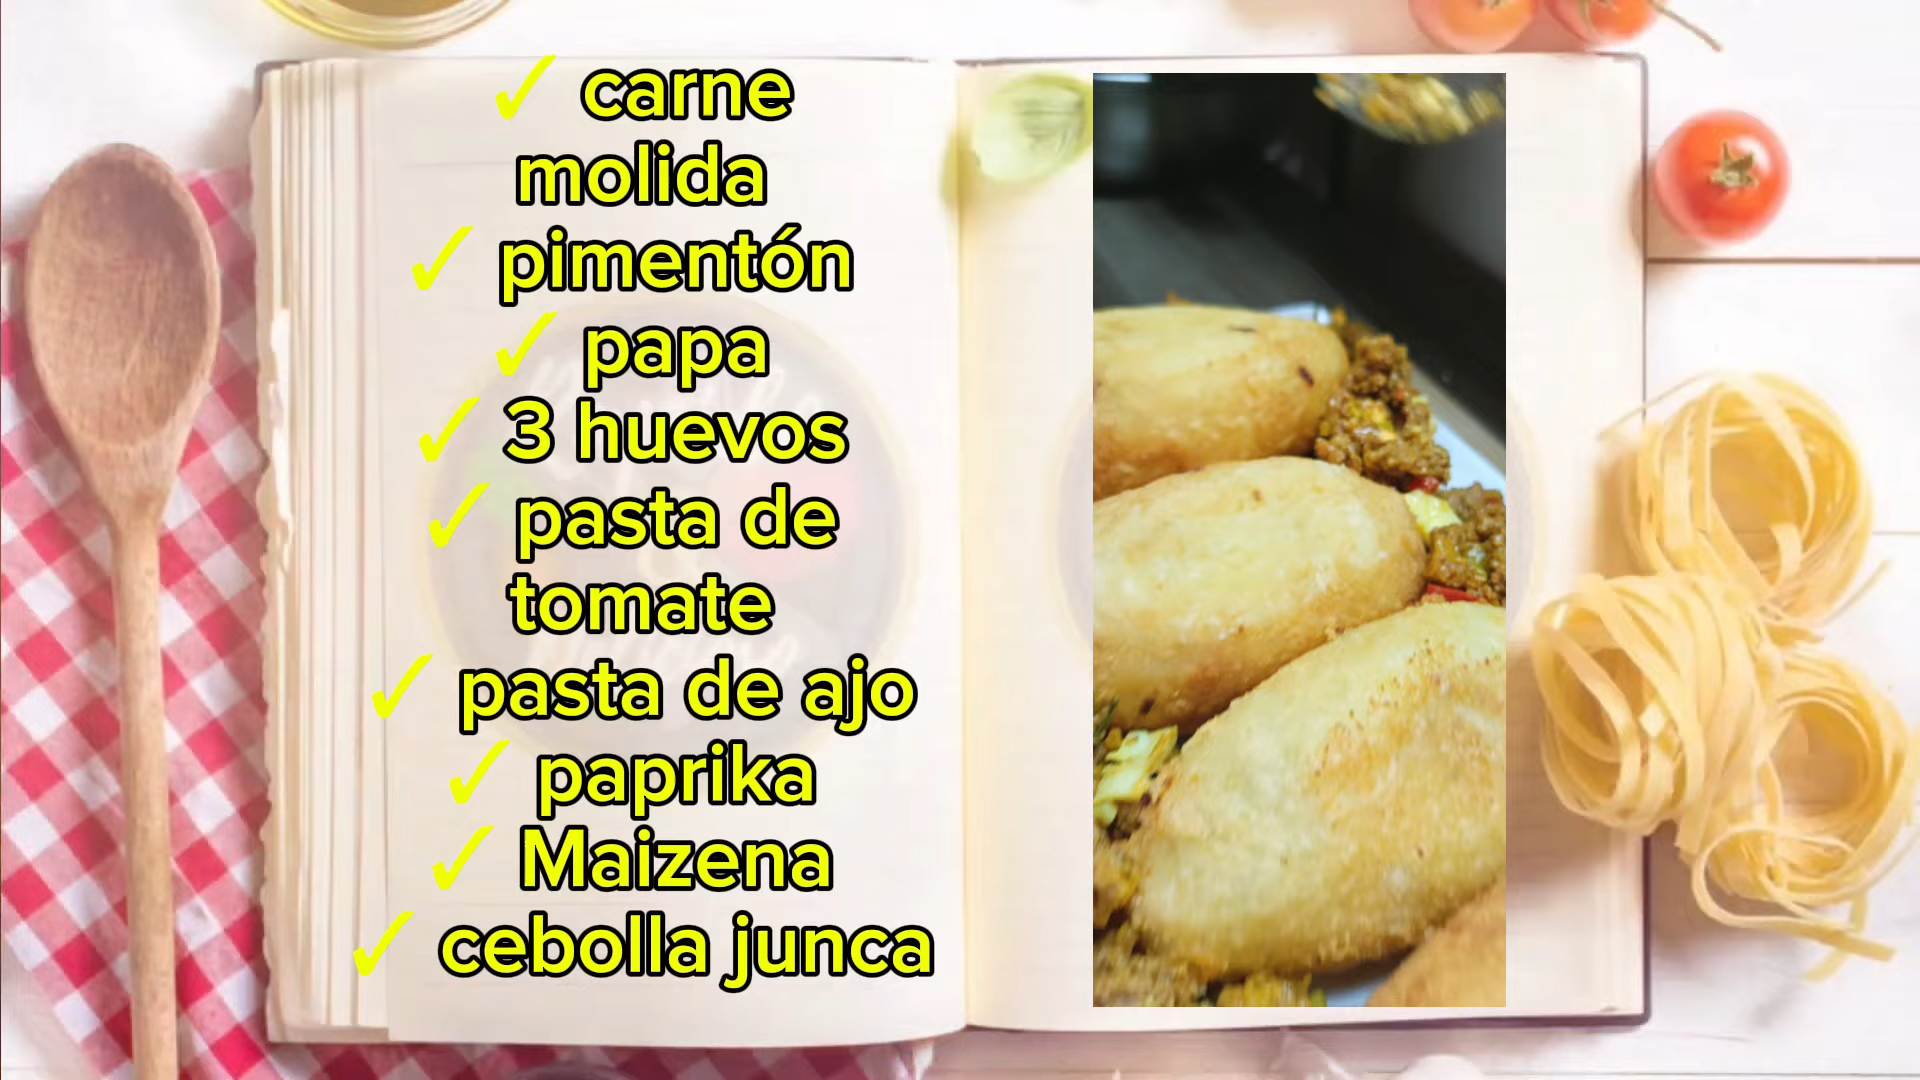 ✓ carne
molida
✓ pimentón
✓ papa
✓ 3 huevos
✓ pasta de
tomate
✓ pasta de ajo
✓ paprika
✓ Maizena
✓ cebolla junca